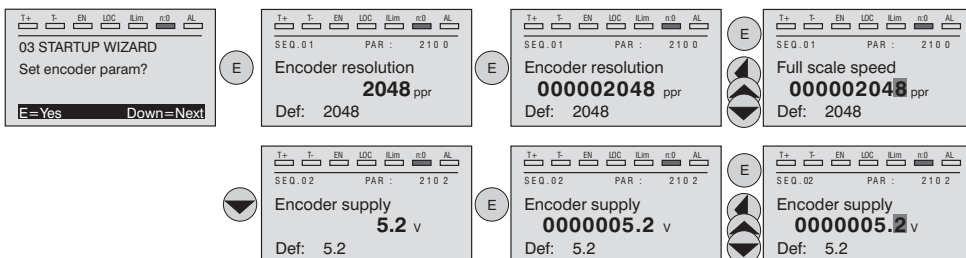 T+ T- EN LOC ILim n:0 AL
03 STARTUP WIZARD
Set encoder param?
E=Yes Down=Next
E
T+ T- EN LOC ILim n:0 AL
SEQ.01 PAR : 2100
Encoder resolution
2048 ppr
Def: 2048
E
T+ T- EN LOC ILim n:0 AL
SEQ.01 PAR : 2100
Encoder resolution
000002048 ppr
Def: 2048
E
T+ T- EN LOC ILim n:0 AL
SEQ.01 PAR : 2100
Full scale speed
000002048 ppr
Def: 2048
T+ T- EN LOC ILim n:0 AL
SEQ.02 PAR : 2102
Encoder supply
5.2 V
Def: 5.2
E
T+ T- EN LOC ILim n:0 AL
SEQ.02 PAR : 2102
Encoder supply
0000005.2 V
Def: 5.2
E
T+ T- EN LOC ILim n:0 AL
SEQ.02 PAR : 2102
Encoder supply
0000005.2 V
Def: 5.2